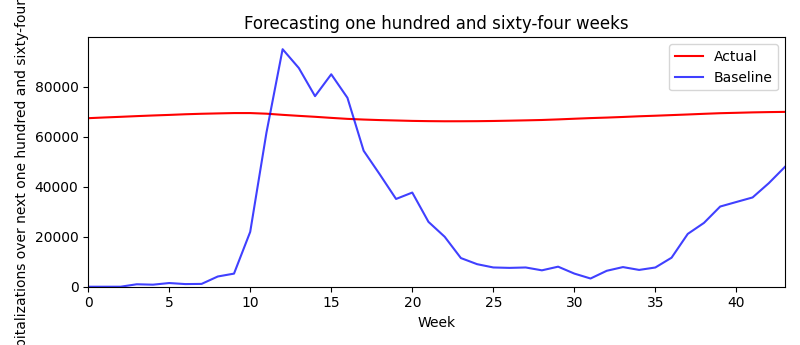 Forecasting one hundred and sixty-four weeks
pitalizations over next one hundred and sixty-four
80000
60000
40000
20000
0
Actual
Baseline
0 5 10 15 20 25 30 35 40
Week